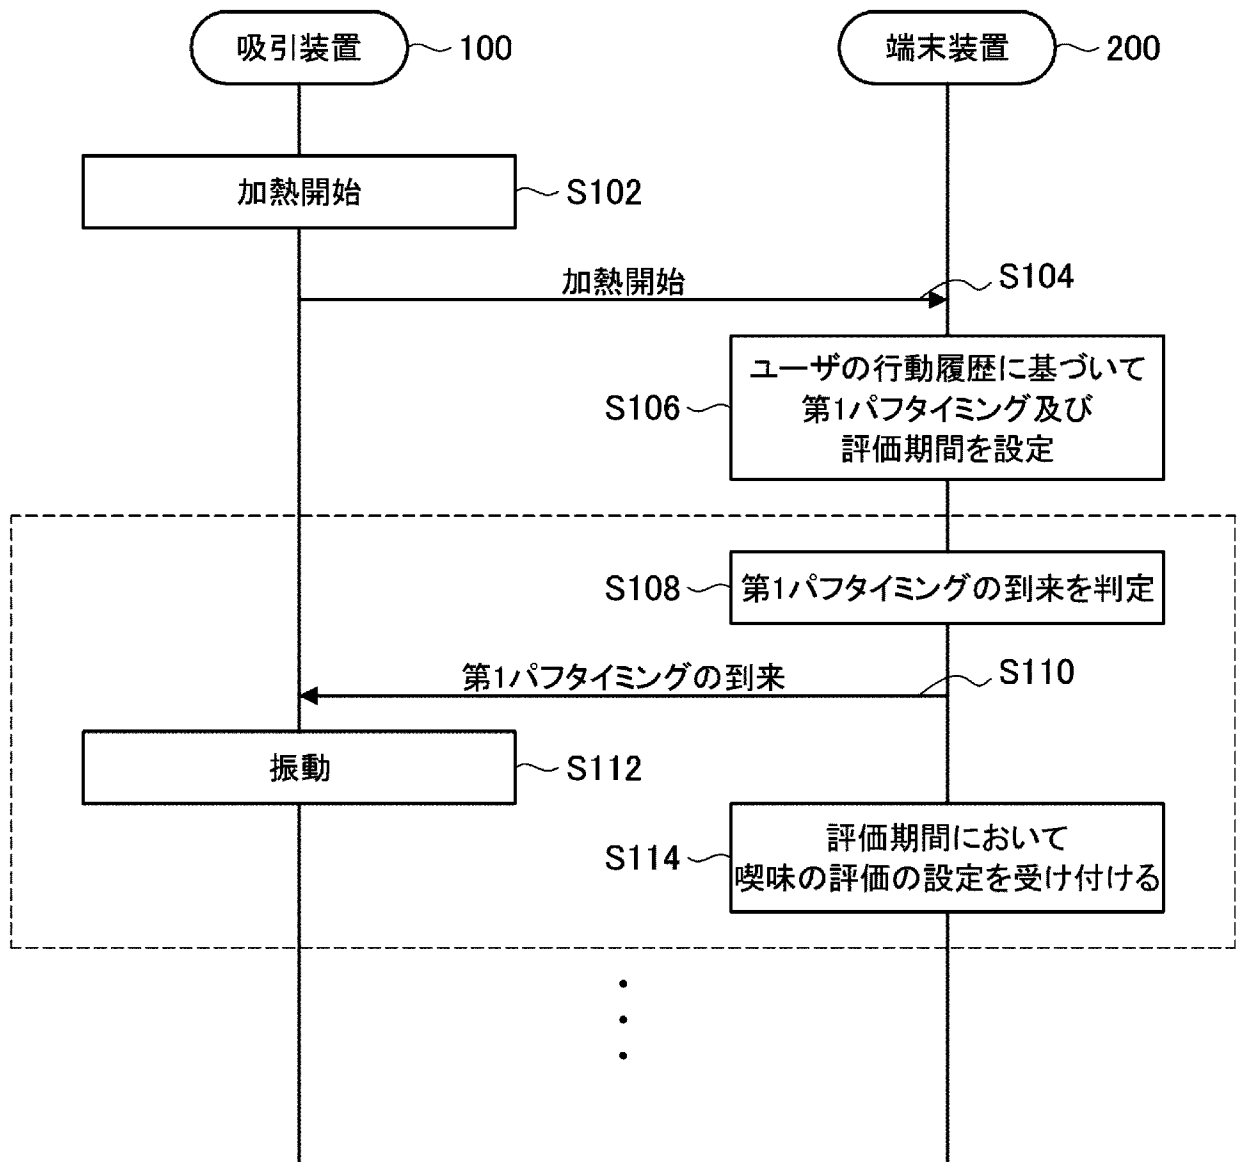 吸引装置 100
端末装置 200
加熱開始 S102
加熱開始 S104
ユーザの行動履歴に基づいて
S106 第1パフタイミング及び
評価期間を設定
S108 第1パフタイミングの到来を判定
第1パフタイミングの到来 S110
振動 S112
評価期間において
S114
喫味の評価の設定を受け付ける